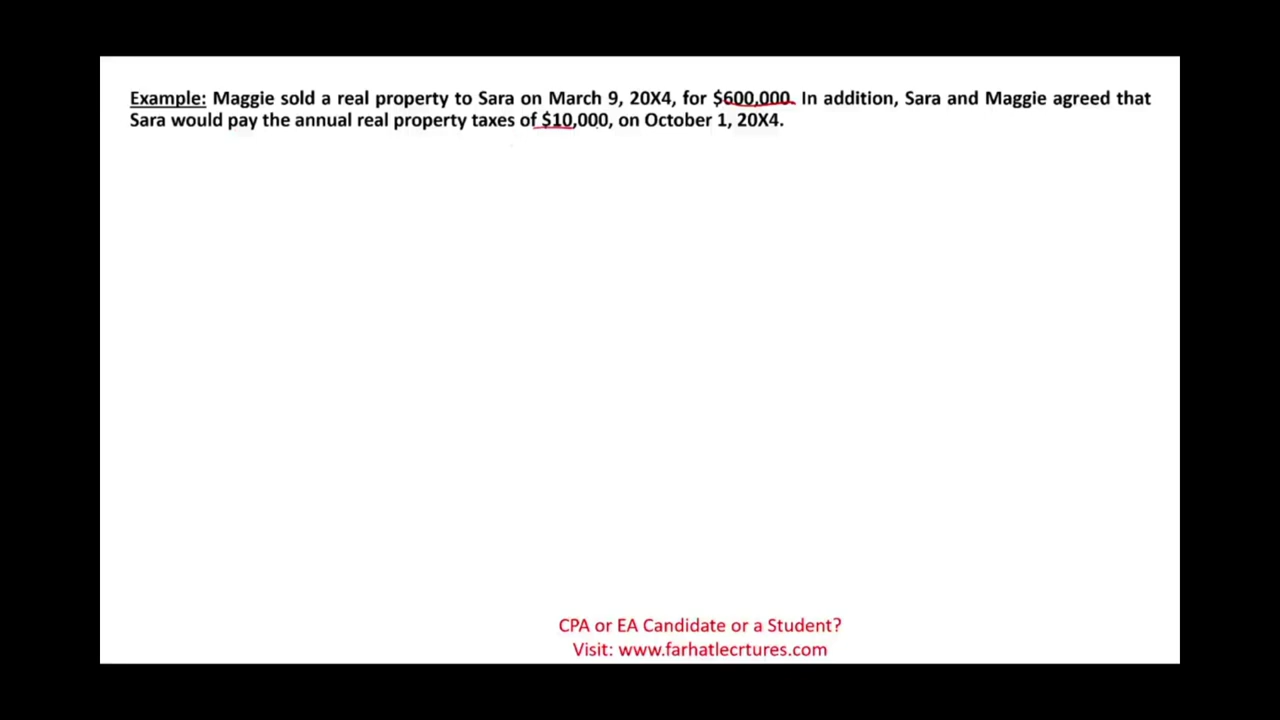 Example: Maggie sold a real property to Sara on March 9, 20X4, for $600,000. In addition, Sara and Maggie agreed that
Sara would pay the annual real property taxes of $10,000, on October 1, 20X4.
CPA or EA Candidate or a Student?
Visit: www.farhatlecrtures.com